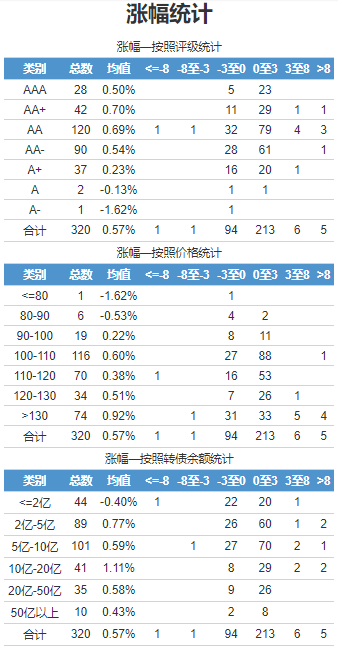 涨幅统计
涨幅—按照评级统计
类别 总数 均值 <=-8 -8至-3 -3至0 0至3 3至8 >8
AAA 28 0.50% 5 23
AA+ 42 0.70% 11 29 1 1
AA 120 0.69% 1 1 32 79 4 3
AA- 90 0.54% 28 61 1
A+ 37 0.23% 16 20 1
A 2 -0.13% 1 1
A- 1 -1.62% 1
合计 320 0.57% 1 1 94 213 6 5
涨幅—按照价格统计
类别 总数 均值 <=-8 -8至-3 -3至0 0至3 3至8 >8
<=80 1 -1.62% 1
80-90 6 -0.53% 4 2
90-100 19 0.22% 8 11
100-110 116 0.60% 27 88 1
110-120 70 0.38% 1 16 53
120-130 34 0.51% 7 26 1
>130 74 0.92% 1 31 33 5 4
合计 320 0.57% 1 1 94 213 6 5
涨幅—按照转债余额统计
类别 总数 均值 <=-8 -8至-3 -3至0 0至3 3至8 >8
<=2亿 44 -0.40% 1 22 20 1
2亿-5亿 89 0.77% 26 60 1 2
5亿-10亿 101 0.59% 1 27 70 2 1
10亿-20亿 41 1.11% 8 29 2 2
20亿-50亿 35 0.58% 9 26
50亿以上 10 0.43% 2 8
合计 320 0.57% 1 1 94 213 6 5